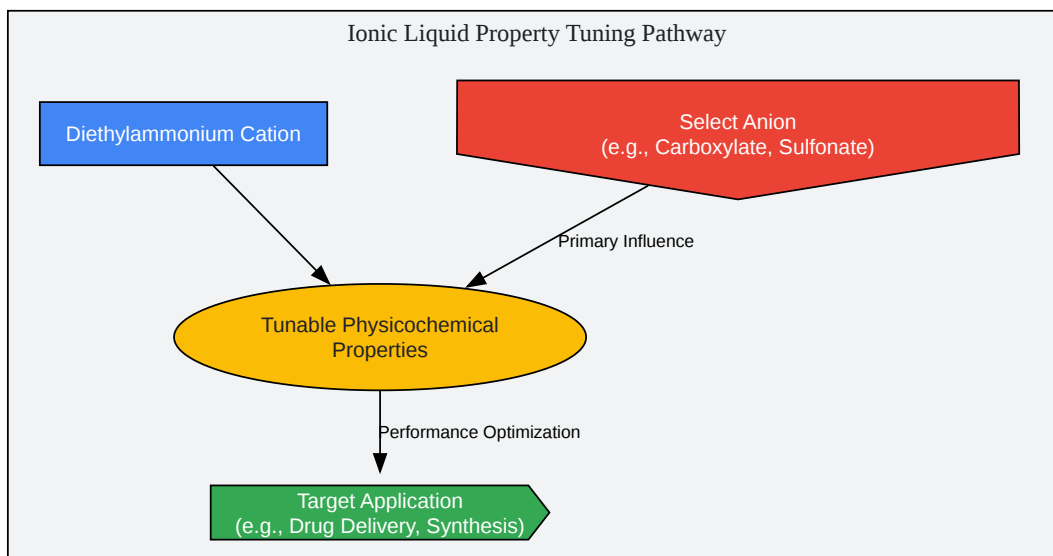 Ionic Liquid Property Tuning Pathway
Diethylammonium Cation
Select Anion
(e.g., Carboxylate, Sulfonate)
Primary Influence
Tunable Physicochemical
Properties
Performance Optimization
Target Application
(e.g., Drug Delivery, Synthesis)